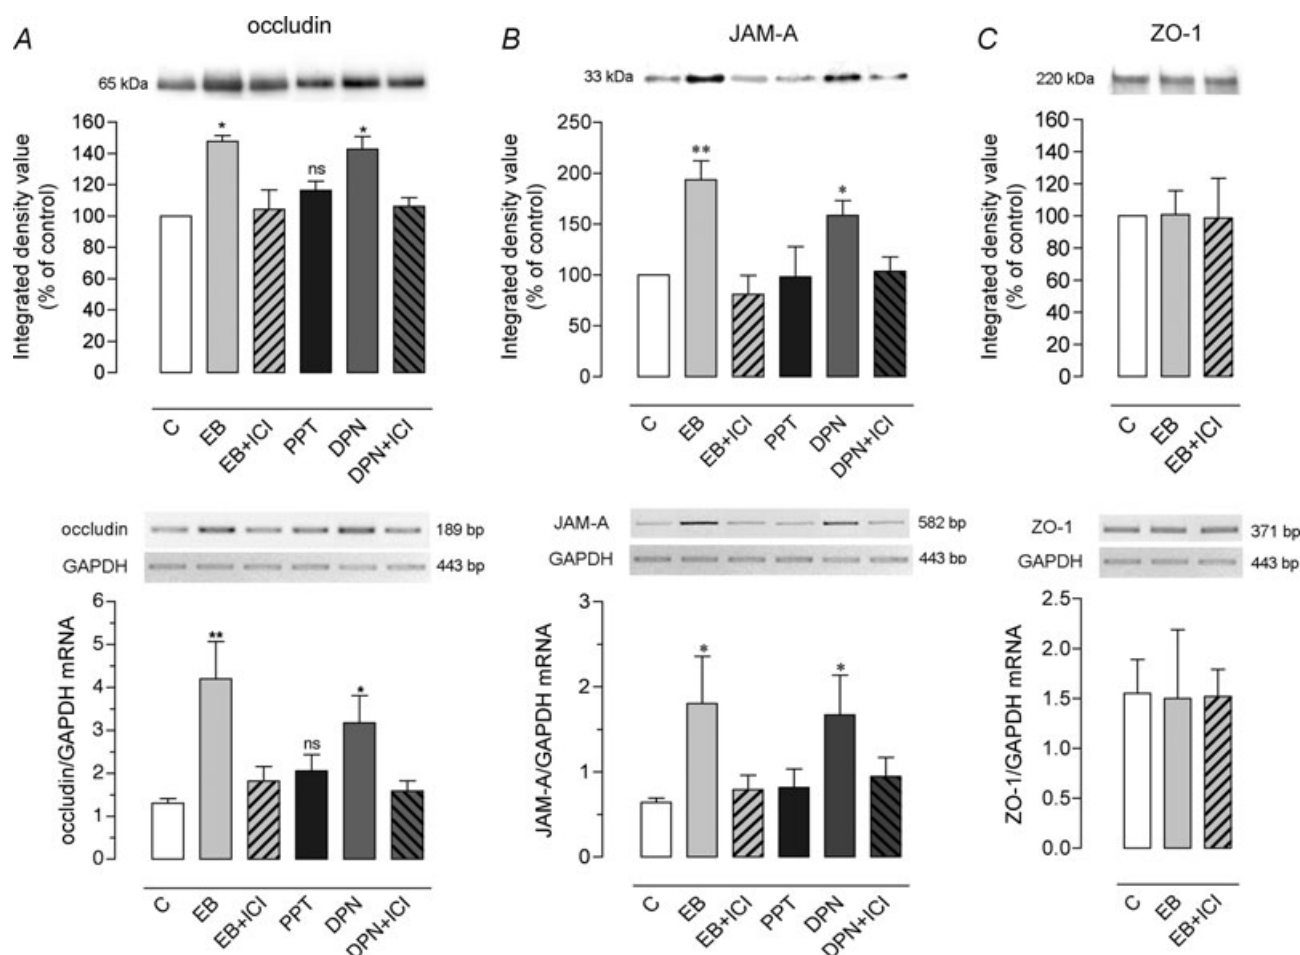 A
occludin
65 kDa
Integrated density value
(% of control)
160
140
120
100
80
60
40
20
0
*
ns
*
C
EB
EB+ICI
PPT
DPN
DPN+ICI
occludin
189 bp
GAPDH
443 bp
occludin/GAPDH mRNA
6
5
4
3
2
1
0
**
ns
*
C
EB
EB+ICI
PPT
DPN
DPN+ICI
B
JAM-A
33 kDa
Integrated density value
(% of control)
250
200
150
100
50
0
**
*
C
EB
EB+ICI
PPT
DPN
DPN+ICI
JAM-A
582 bp
GAPDH
443 bp
JAM-A/GAPDH mRNA
3
2
1
0
*
*
C
EB
EB+ICI
PPT
DPN
DPN+ICI
C
ZO-1
220 kDa
Integrated density value
(% of control)
160
140
120
100
80
60
40
20
0
C
EB
EB+ICI
ZO-1
371 bp
GAPDH
443 bp
ZO-1/GAPDH mRNA
2.5
2.0
1.5
1.0
0.5
0.0
C
EB
EB+ICI